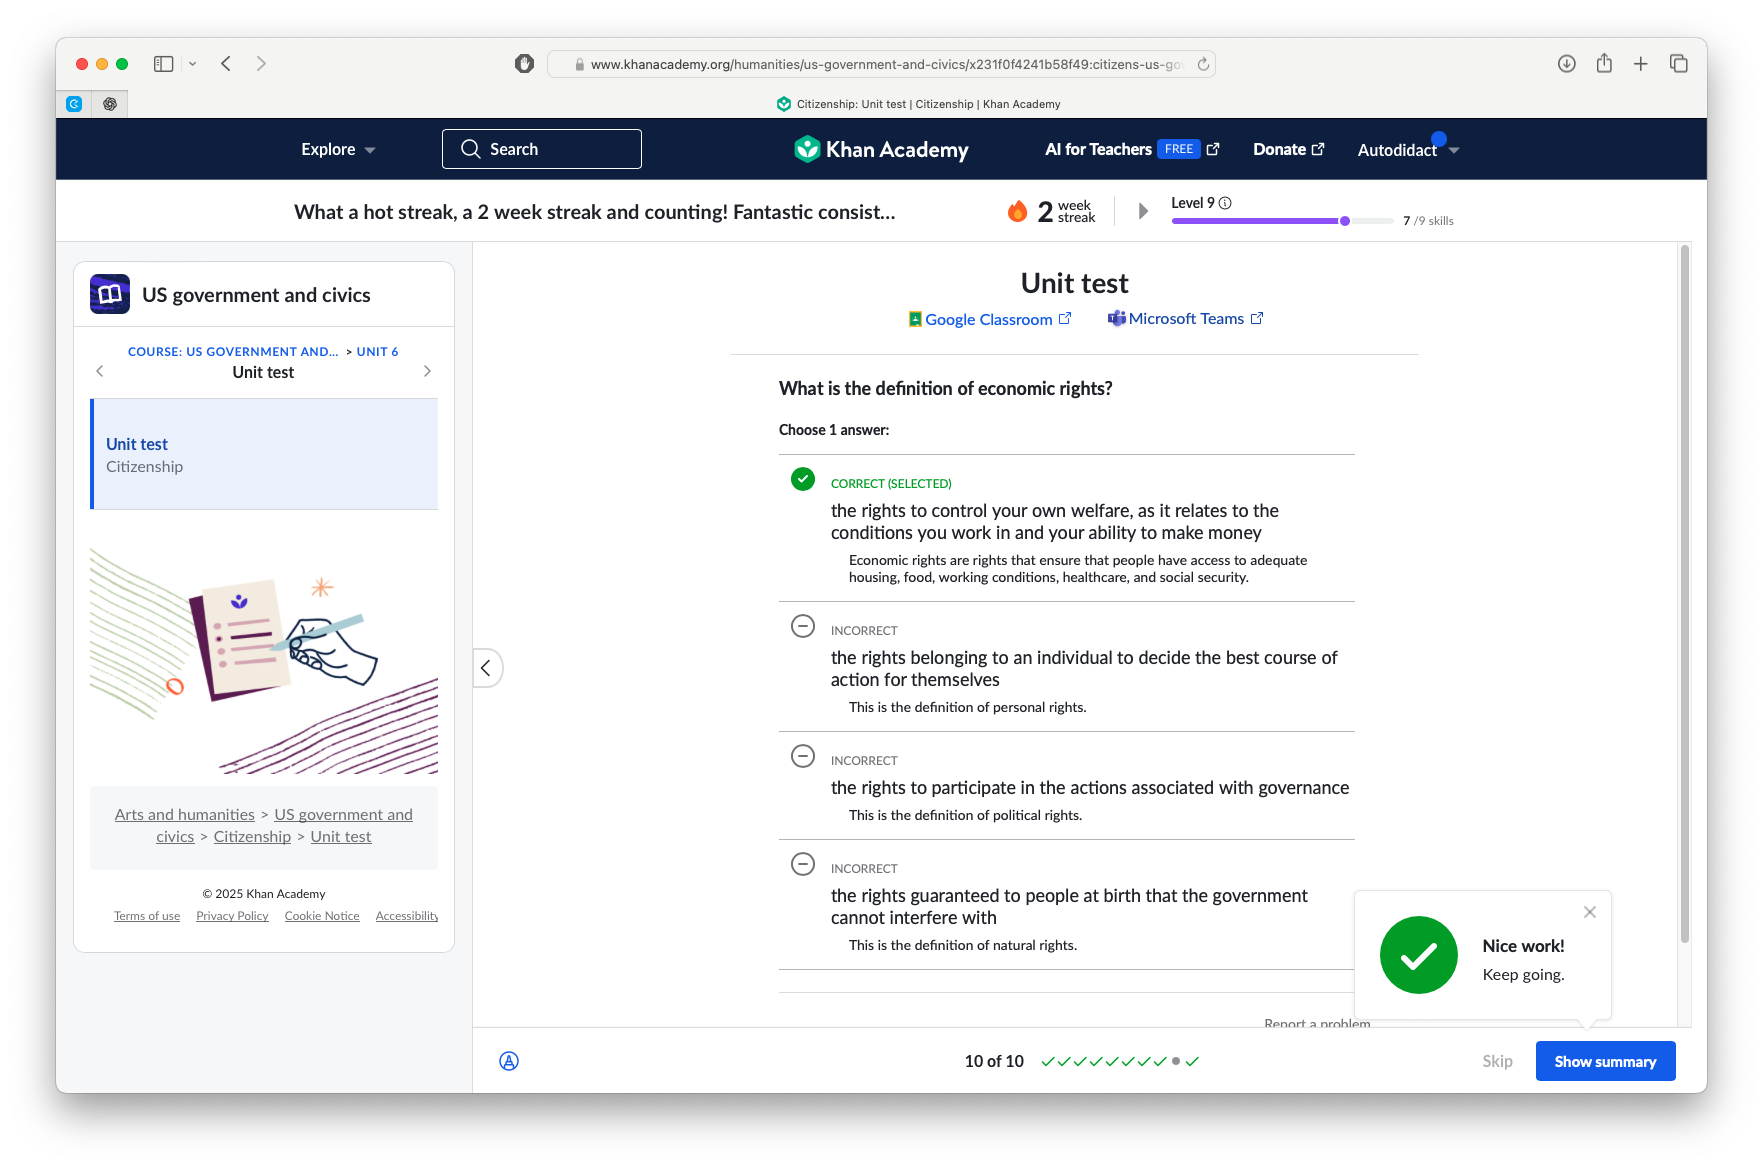 www.khanacademy.org/humanities/us-government-and-civics/x231f0f4241b58f49:citizens-us-go
Citizenship: Unit test | Citizenship | Khan Academy
Explore
Search
Khan Academy
AI for Teachers FREE
Donate
Autodidact
What a hot streak, a 2 week streak and counting! Fantastic consist...
2 week streak
Level 9
7 /9 skills
US government and civics
COURSE: US GOVERNMENT AND... > UNIT 6
Unit test
Unit test
Citizenship
Arts and humanities > US government and
civics > Citizenship > Unit test
© 2025 Khan Academy
Terms of use Privacy Policy Cookie Notice Accessibility
Unit test
Google Classroom Microsoft Teams
What is the definition of economic rights?
Choose 1 answer:
CORRECT (SELECTED)
the rights to control your own welfare, as it relates to the
conditions you work in and your ability to make money
Economic rights are rights that ensure that people have access to adequate
housing, food, working conditions, healthcare, and social security.
INCORRECT
the rights belonging to an individual to decide the best course of
action for themselves
This is the definition of personal rights.
INCORRECT
the rights to participate in the actions associated with governance
This is the definition of political rights.
INCORRECT
the rights guaranteed to people at birth that the government
cannot interfere with
This is the definition of natural rights.
Report a problem
Nice work!
Keep going.
10 of 10
Skip
Show summary